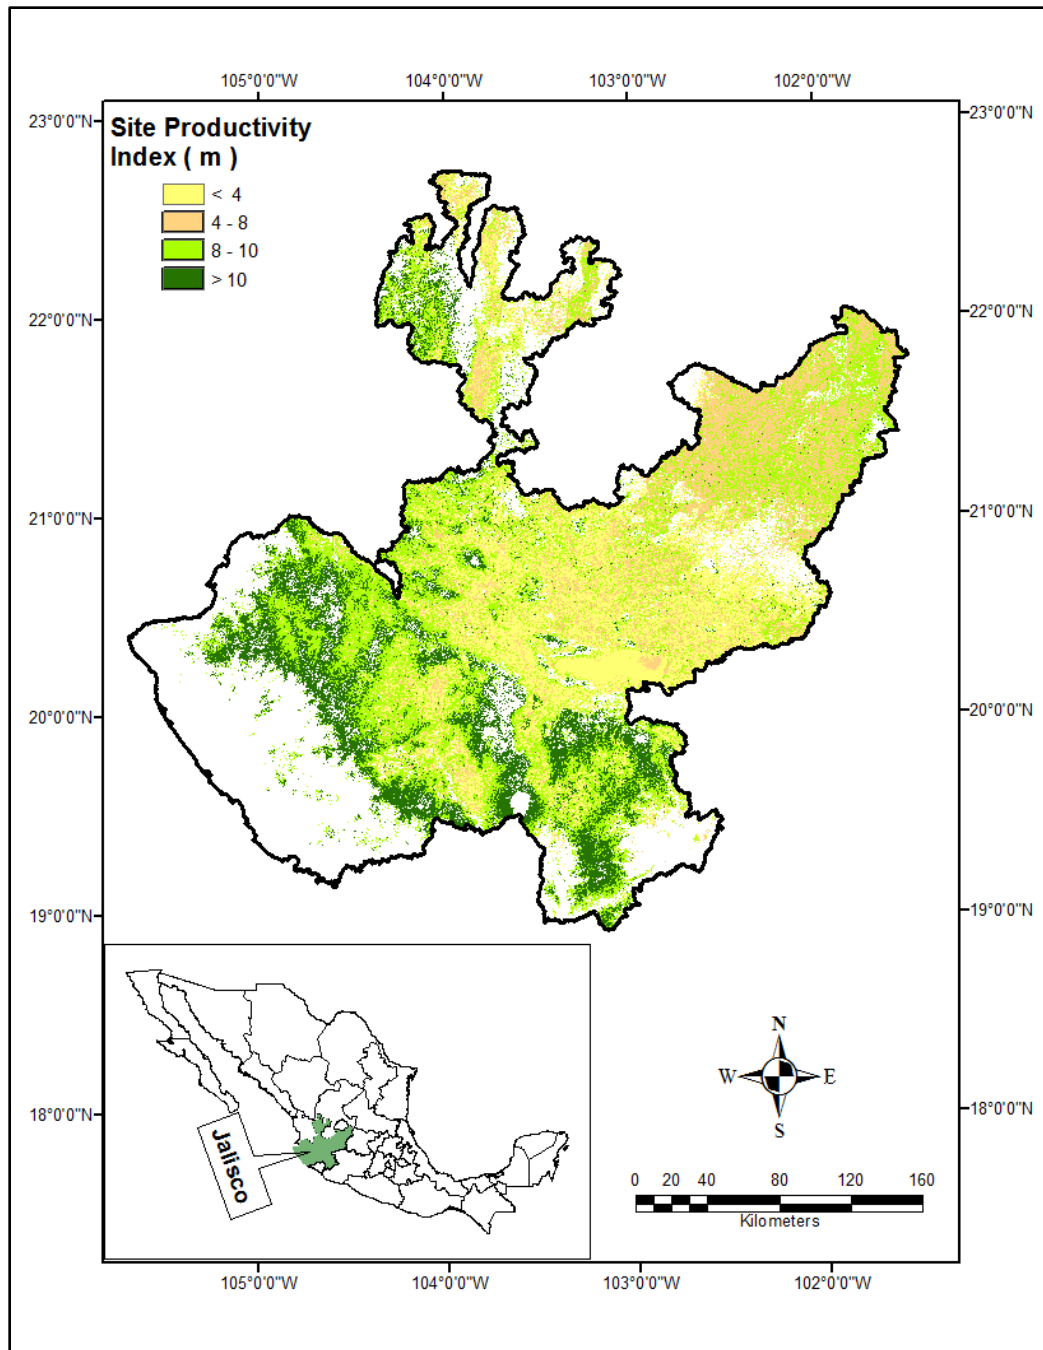 105°0'0"W 104°0'0"W 103°0'0"W 102°0'0"W
23°0'0"N 23°0'0"N
Site Productivity
Index ( m )
< 4
4 - 8
8 - 10
> 10
22°0'0"N 22°0'0"N
21°0'0"N 21°0'0"N
20°0'0"N 20°0'0"N
19°0'0"N 19°0'0"N
N
W E
S
18°0'0"N 18°0'0"N
Jalisco
0 20 40 80 120 160
Kilometers
105°0'0"W 104°0'0"W 103°0'0"W 102°0'0"W